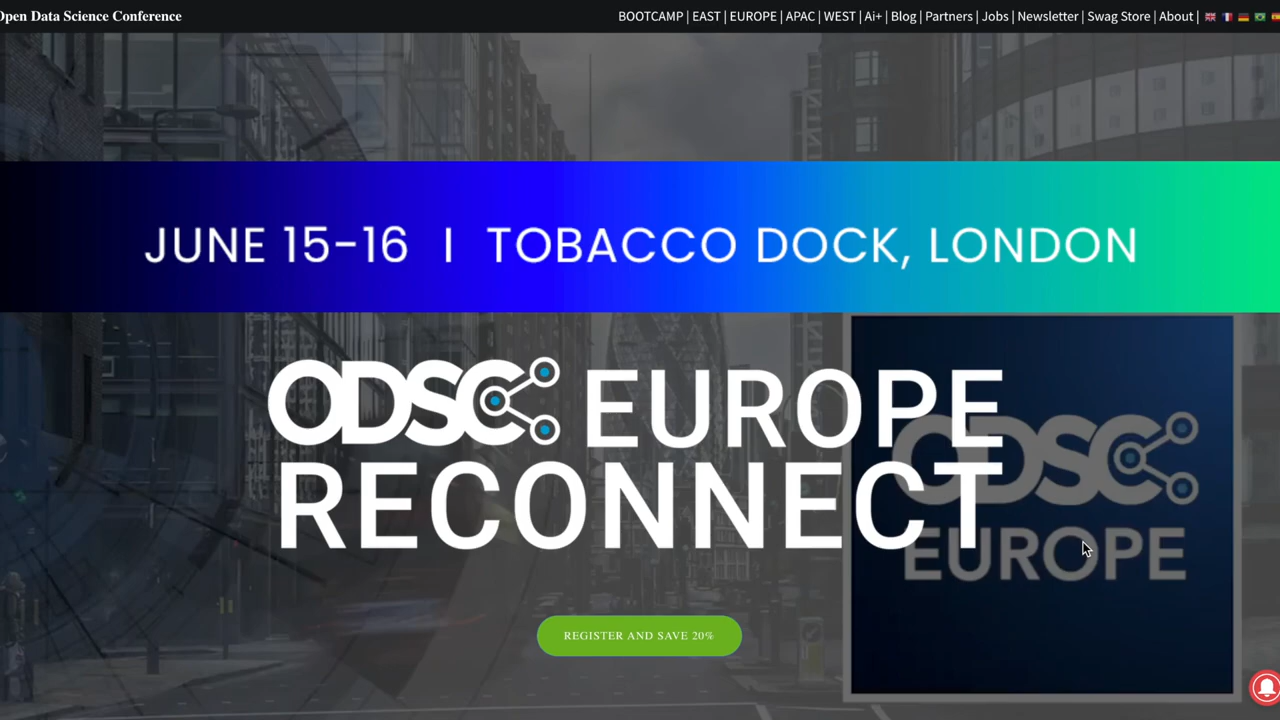 Open Data Science Conference
BOOTCAMP | EAST | EUROPE | APAC | WEST | Ai+ | Blog | Partners | Jobs | Newsletter | Swag Store | About |
JUNE 15-16 | TOBACCO DOCK, LONDON
ODSC EUROPE
RECONNECT
ODSC
EUROPE
REGISTER AND SAVE 20%